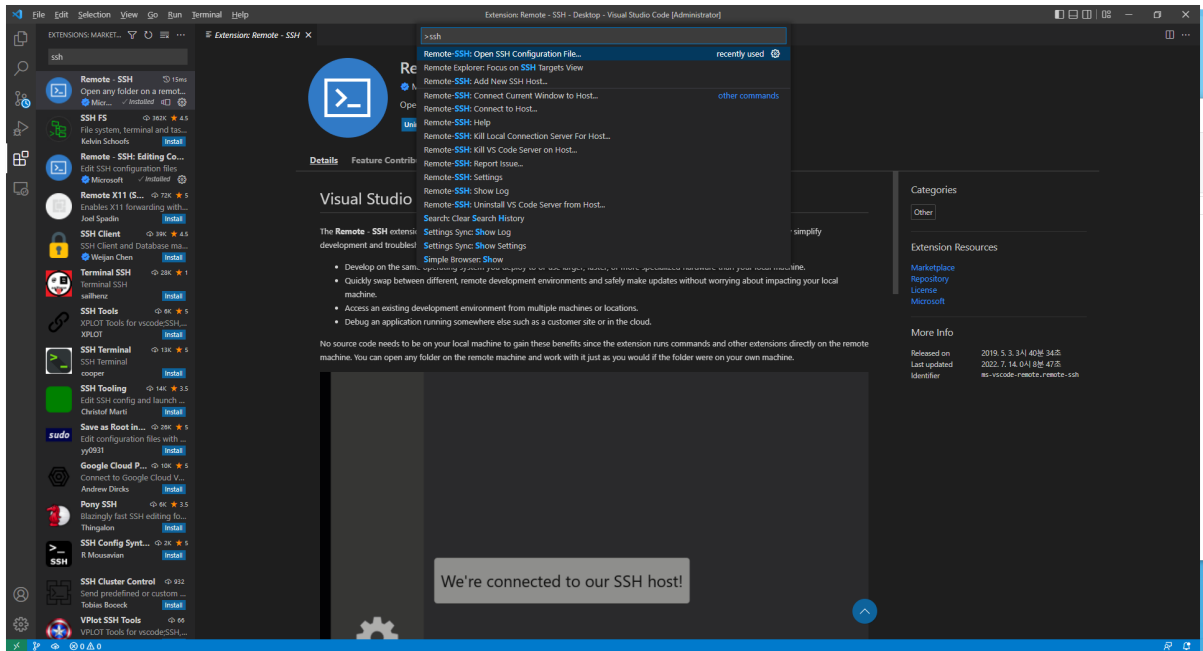 File Edit Selection View Go Run Terminal Help
Extension: Remote - SSH - Desktop - Visual Studio Code [Administrator]
EXTENSIONS: MARKET...
ssh
Remote - SSH 15ms
Open any folder on a remot...
Micr... Installed
SSH FS 362K 4.5
File system, terminal and tas...
Kelvin Schoofs Install
Remote - SSH: Editing Co...
Edit SSH configuration files
Microsoft Installed
Remote X11 (S... 72K 5
Enables X11 forwarding with...
Joel Spadin Install
SSH Client 39K 4.5
SSH Client and Database ma...
Weijan Chen Install
Terminal SSH 28K 1
Terminal SSH
sailhenz Install
SSH Tools 6K 5
XPLOT Tools for vscode;SSH,...
XPLOT Install
SSH Terminal 13K 5
SSH Terminal
cooper Install
SSH Tooling 14K 3.5
Edit SSH config and launch ...
Christof Marti Install
sudo
Save as Root in... 26K 5
Edit configuration files with ...
yy0931 Install
Google Cloud P... 10K 5
Connect to Google Cloud V...
Andrew Dircks Install
Pony SSH 6K 3.5
Blazingly fast SSH editing fo...
Thingalon Install
>_
SSH
SSH Config Synt... 2K 5
R Mousavian Install
SSH Cluster Control 932
Send predefined or custom ...
Tobias Boceck Install
VPlot SSH Tools 66
VPLOT Tools for vscode;SSH,...
Extension: Remote - SSH
>ssh
Remote-SSH: Open SSH Configuration File... recently used
Remote Explorer: Focus on SSH Targets View
Remote-SSH: Add New SSH Host...
Remote-SSH: Connect Current Window to Host... other commands
Remote-SSH: Connect to Host...
Remote-SSH: Help
Remote-SSH: Kill Local Connection Server For Host...
Remote-SSH: Kill VS Code Server on Host...
Remote-SSH: Report Issue...
Remote-SSH: Settings
Remote-SSH: Show Log
Remote-SSH: Uninstall VS Code Server from Host...
Search: Clear Search History
Settings Sync: Show Log
Settings Sync: Show Settings
Simple Browser: Show
Re
M
Ope
Uni
Details Feature Contrib
Visual Studio
The Remote - SSH extensi
simplify
development and troublesh
Develop on the same operating system you deploy to or use larger, faster, or more specialized hardware than your local machine.
Quickly swap between different, remote development environments and safely make updates without worrying about impacting your local
machine.
Access an existing development environment from multiple machines or locations.
Debug an application running somewhere else such as a customer site or in the cloud.
No source code needs to be on your local machine to gain these benefits since the extension runs commands and other extensions directly on the remote
machine. You can open any folder on the remote machine and work with it just as you would if the folder were on your own machine.
We're connected to our SSH host!
Categories
Other
Extension Resources
Marketplace
Repository
License
Microsoft
More Info
Released on 2019. 5. 3. 3시 40분 34초
Last updated 2022. 7. 14. 0시 8분 47초
Identifier ms-vscode-remote.remote-ssh
0 0